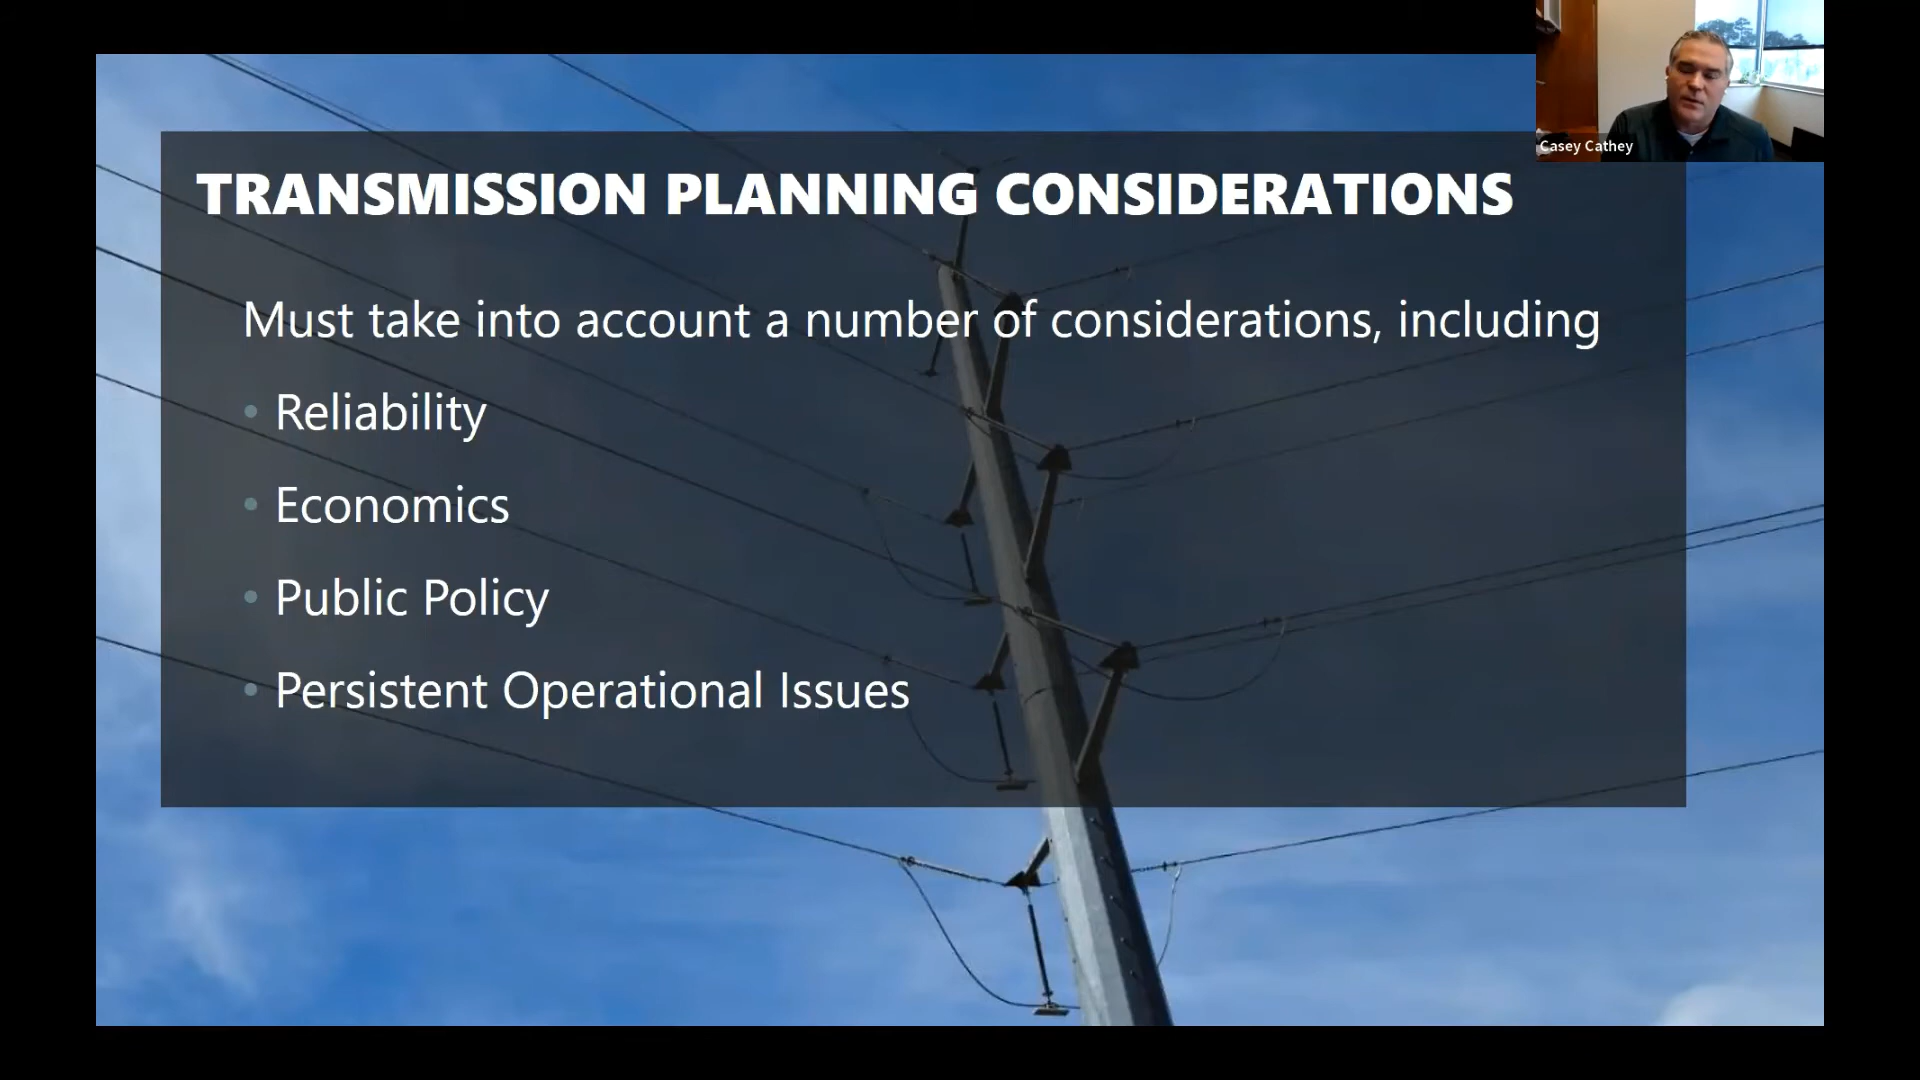 Casey Cathey
TRANSMISSION PLANNING CONSIDERATIONS
Must take into account a number of considerations, including
• Reliability
• Economics
• Public Policy
• Persistent Operational Issues